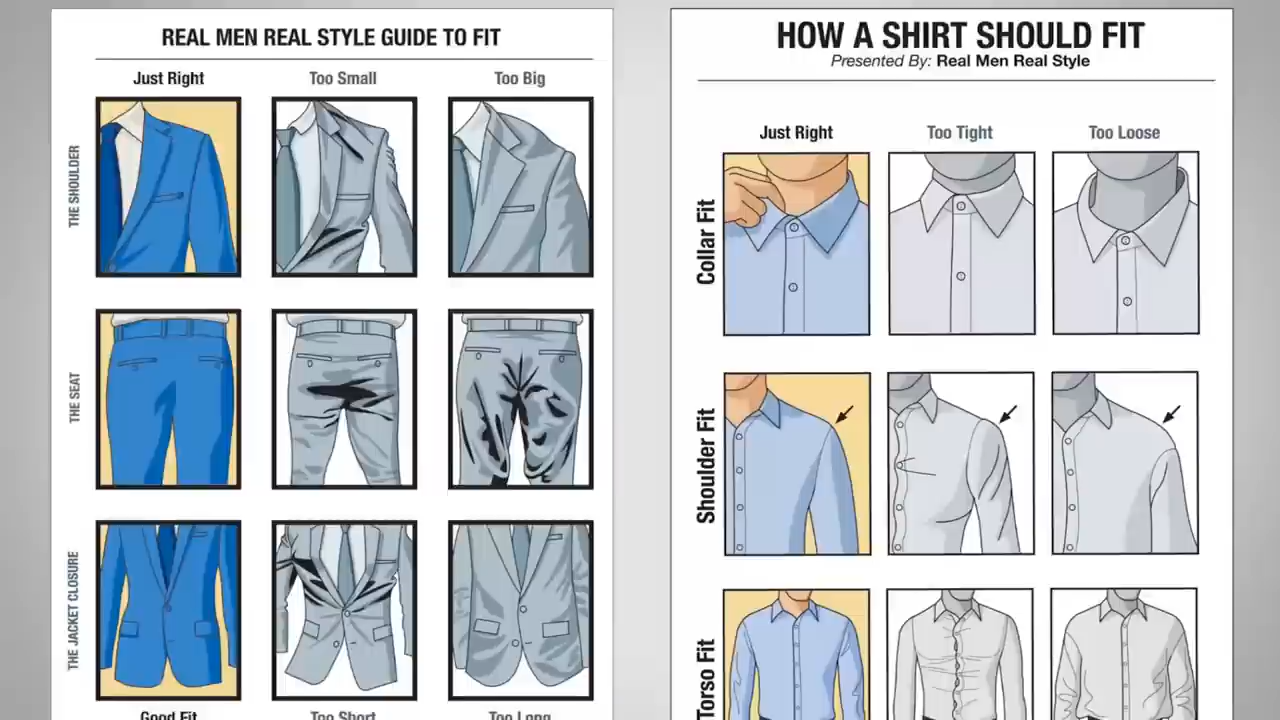 REAL MEN REAL STYLE GUIDE TO FIT
Just Right
Too Small
Too Big
THE SHOULDER
THE SEAT
THE JACKET CLOSURE
Good Fit
Too Short
Too Long
HOW A SHIRT SHOULD FIT
Presented By: Real Men Real Style
Just Right
Too Tight
Too Loose
Collar Fit
Shoulder Fit
Torso Fit